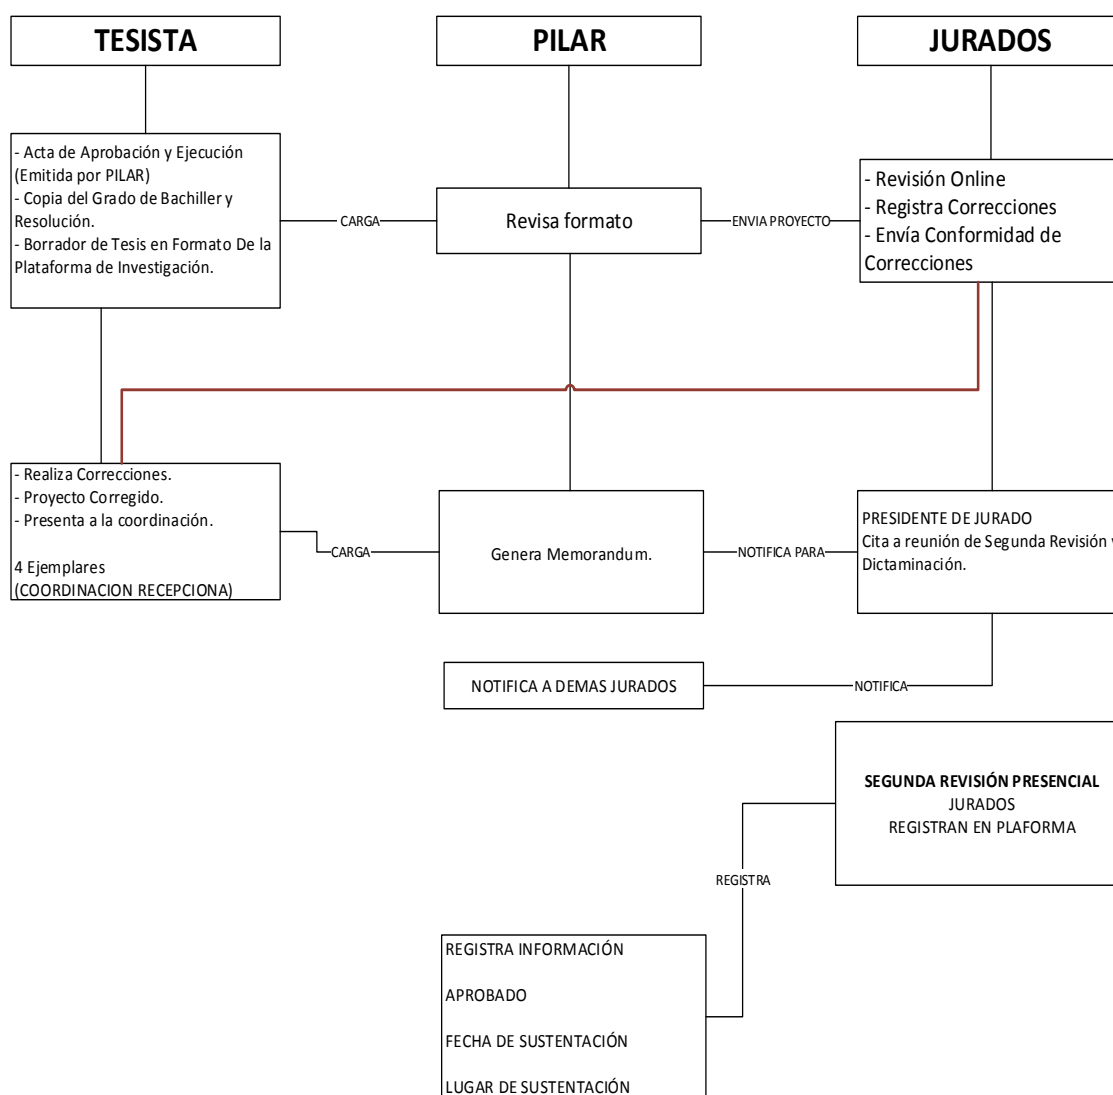 TESISTA
PILAR
JURADOS
- Acta de Aprobación y Ejecución
(Emitida por PILAR)
- Copia del Grado de Bachiller y
Resolución.
- Borrador de Tesis en Formato De la
Plataforma de Investigación.
CARGA
Revisa formato
ENVIA PROYECTO
- Revisión Online
- Registra Correcciones
- Envía Conformidad de
Correcciones
- Realiza Correcciones.
- Proyecto Corregido.
- Presenta a la coordinación.
4 Ejemplares
(COORDINACION RECEPCIONA)
CARGA
Genera Memorandum.
NOTIFICA PARA
PRESIDENTE DE JURADO
Cita a reunión de Segunda Revisión
Dictaminación.
NOTIFICA A DEMAS JURADOS
NOTIFICA
SEGUNDA REVISIÓN PRESENCIAL
JURADOS
REGISTRAN EN PLAFORMA
REGISTRA
REGISTRA INFORMACIÓN
APROBADO
FECHA DE SUSTENTACIÓN
LUGAR DE SUSTENTACIÓN